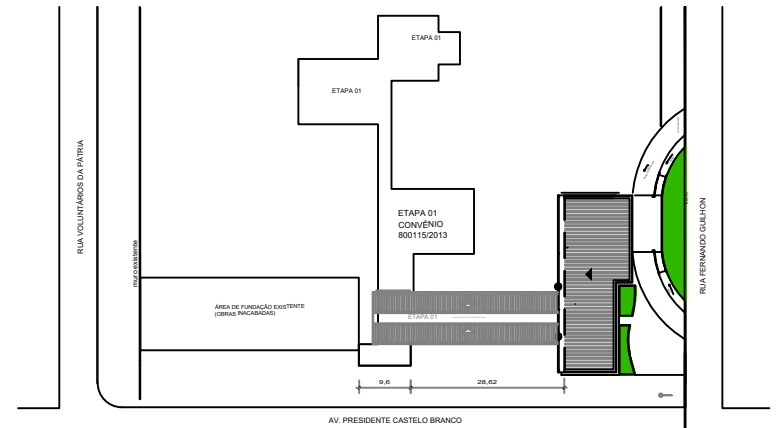 ETAPA 01
ETAPA 01
RUA VOLUNTÁRIOS DA PÁTRIA
ETAPA 01
CONVÊNIO
800115/2013
muro existente
RUA FERNANDO GUILHON
ÁREA DE FUNDAÇÃO EXISTENTE
(OBRAS INACABADAS)
ETAPA 01
9,6
28,62
AV. PRESIDENTE CASTELO BRANCO